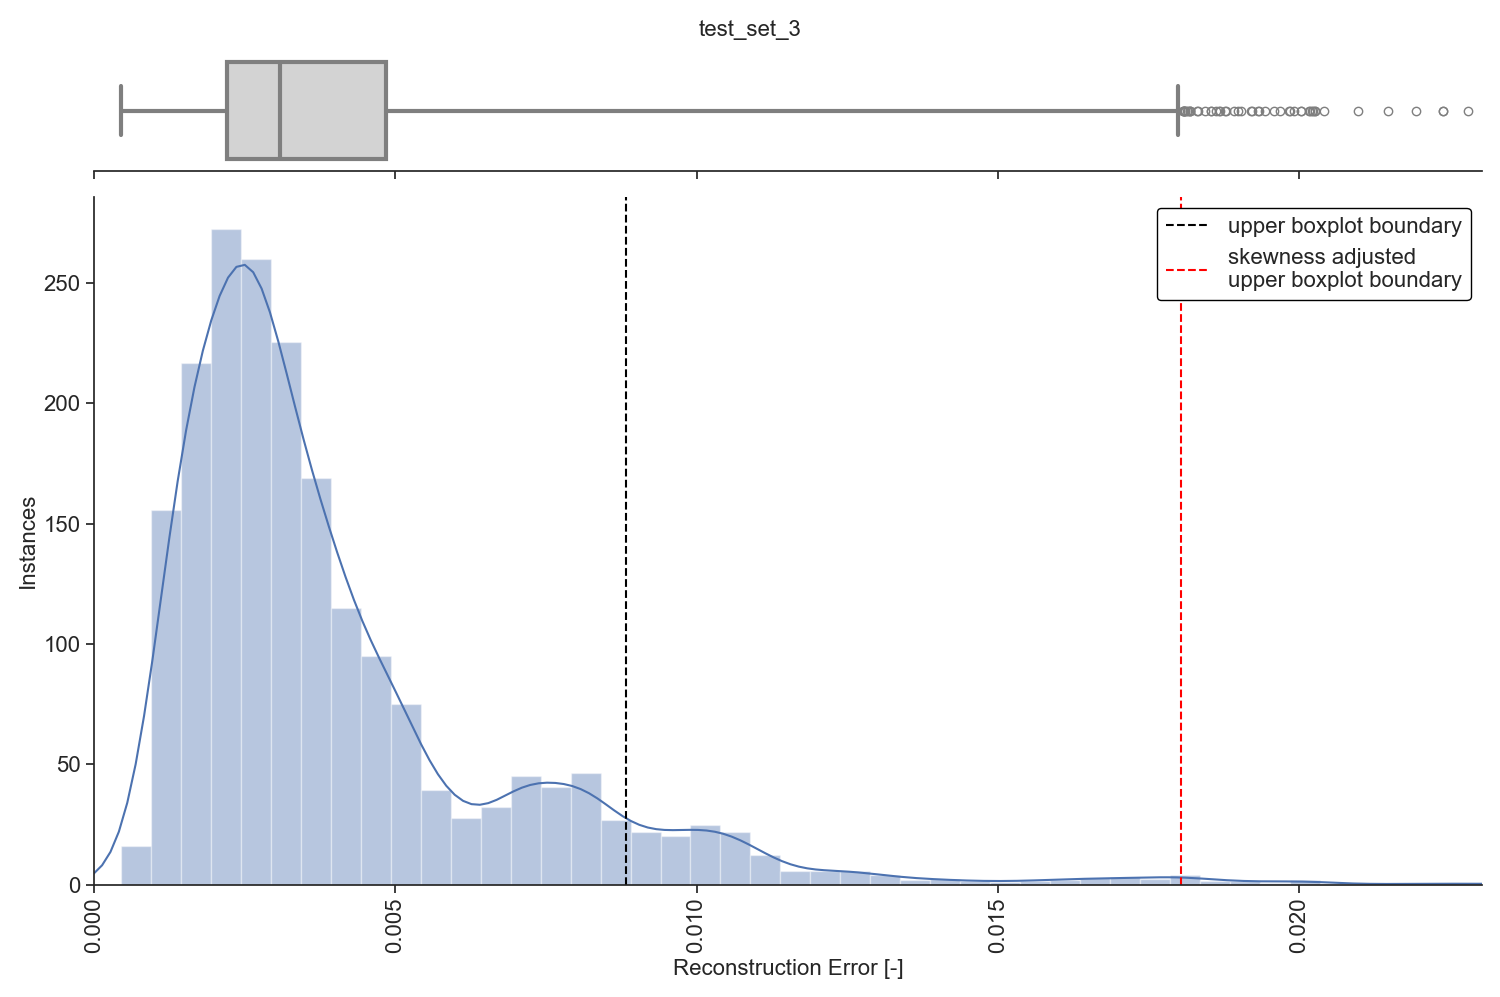 test_set_3
upper boxplot boundary
skewness adjusted
upper boxplot boundary
250
200
150
100
50
0
Instances
0.000
0.005
0.010
0.015
0.020
Reconstruction Error [-]